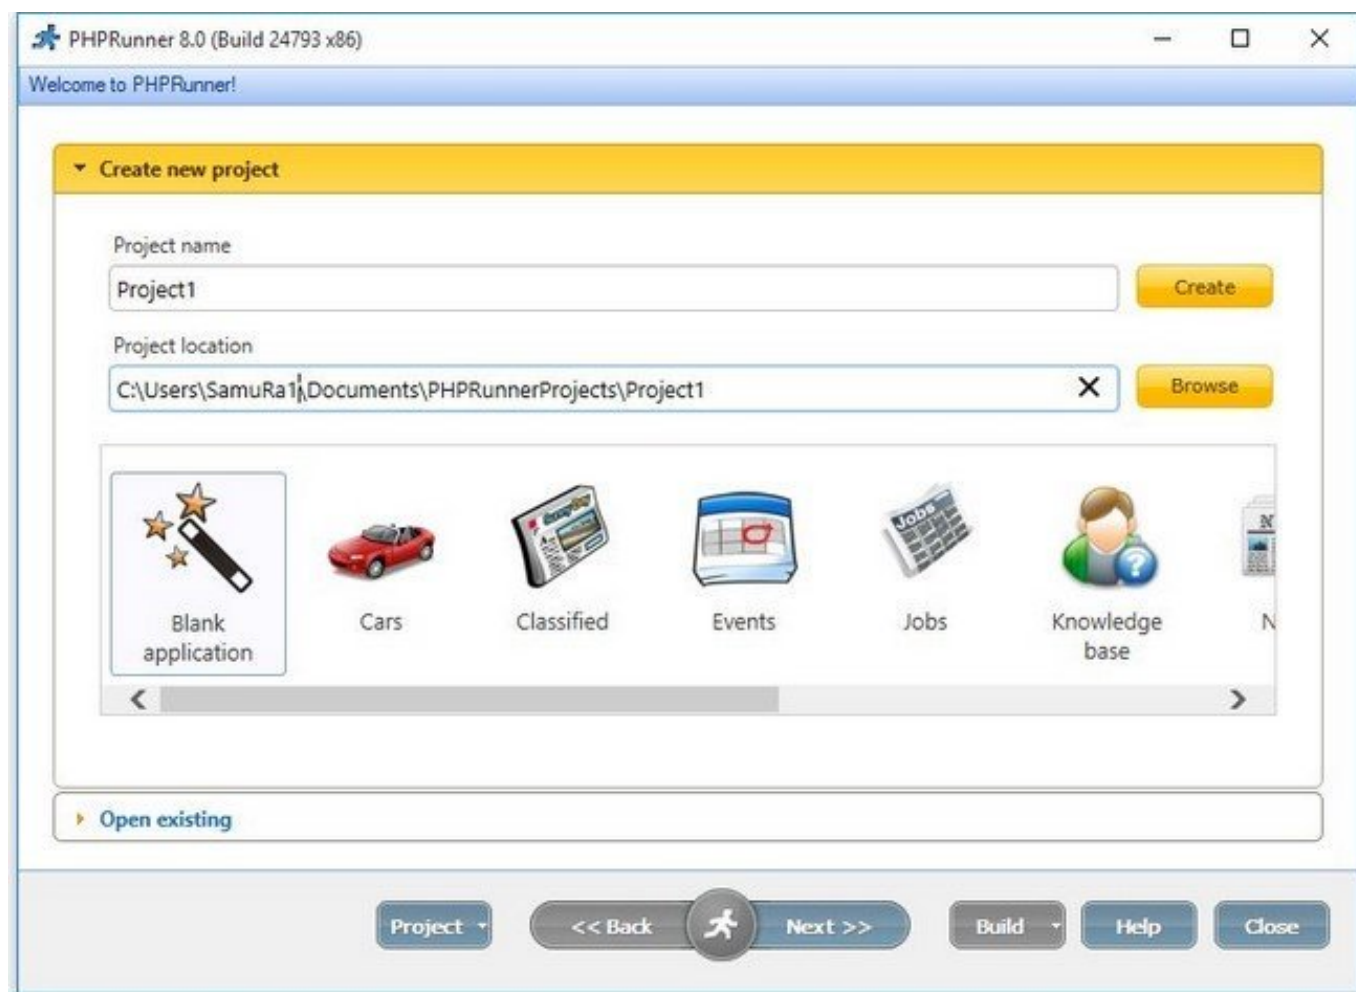 PHPRunner 8.0 (Build 24793 x86)
Welcome to PHPRunner!
Create new project
Project name
Project1
Create
Project location
C:\Users\SamuRa1\Documents\PHPRunnerProjects\Project1
Browse
Jobs
Blank
application
Cars
Classified
Events
Jobs
Knowledge
base
N
Open existing
Project
<< Back
Next >>
Build
Help
Close